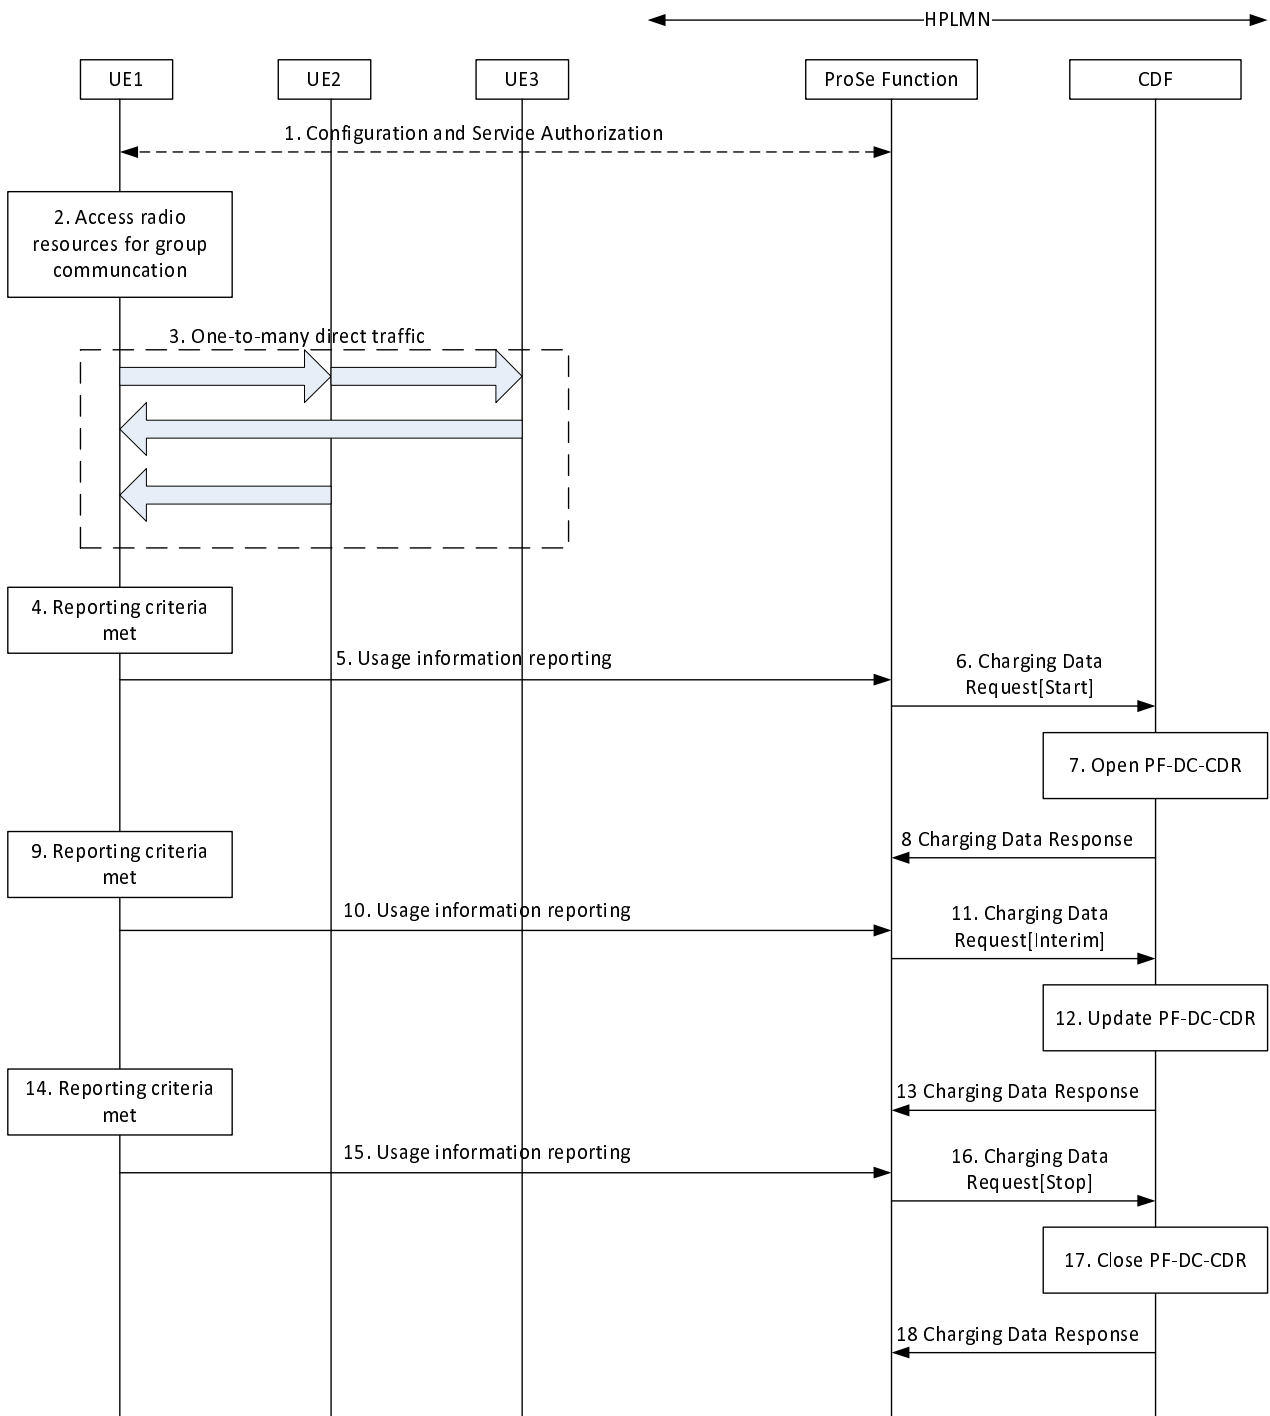 HPLMN
UE1
UE2
UE3
ProSe Function
CDF
1. Configuration and Service Authorization
2. Access radio
resources for group
communcation
3. One-to-many direct traffic
4. Reporting criteria
met
5. Usage information reporting
6. Charging Data
Request[Start]
7. Open PF-DC-CDR
8 Charging Data Response
9. Reporting criteria
met
10. Usage information reporting
11. Charging Data
Request[Interim]
12. Update PF-DC-CDR
13 Charging Data Response
14. Reporting criteria
met
15. Usage information reporting
16. Charging Data
Request[Stop]
17. Close PF-DC-CDR
18 Charging Data Response